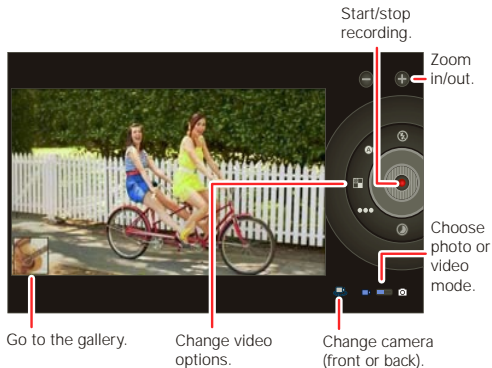 Start/stop
recording.
Zoom
in/out.
Choose
photo or
video
mode.
Go to the gallery.
Change video
options.
Change camera
(front or back).